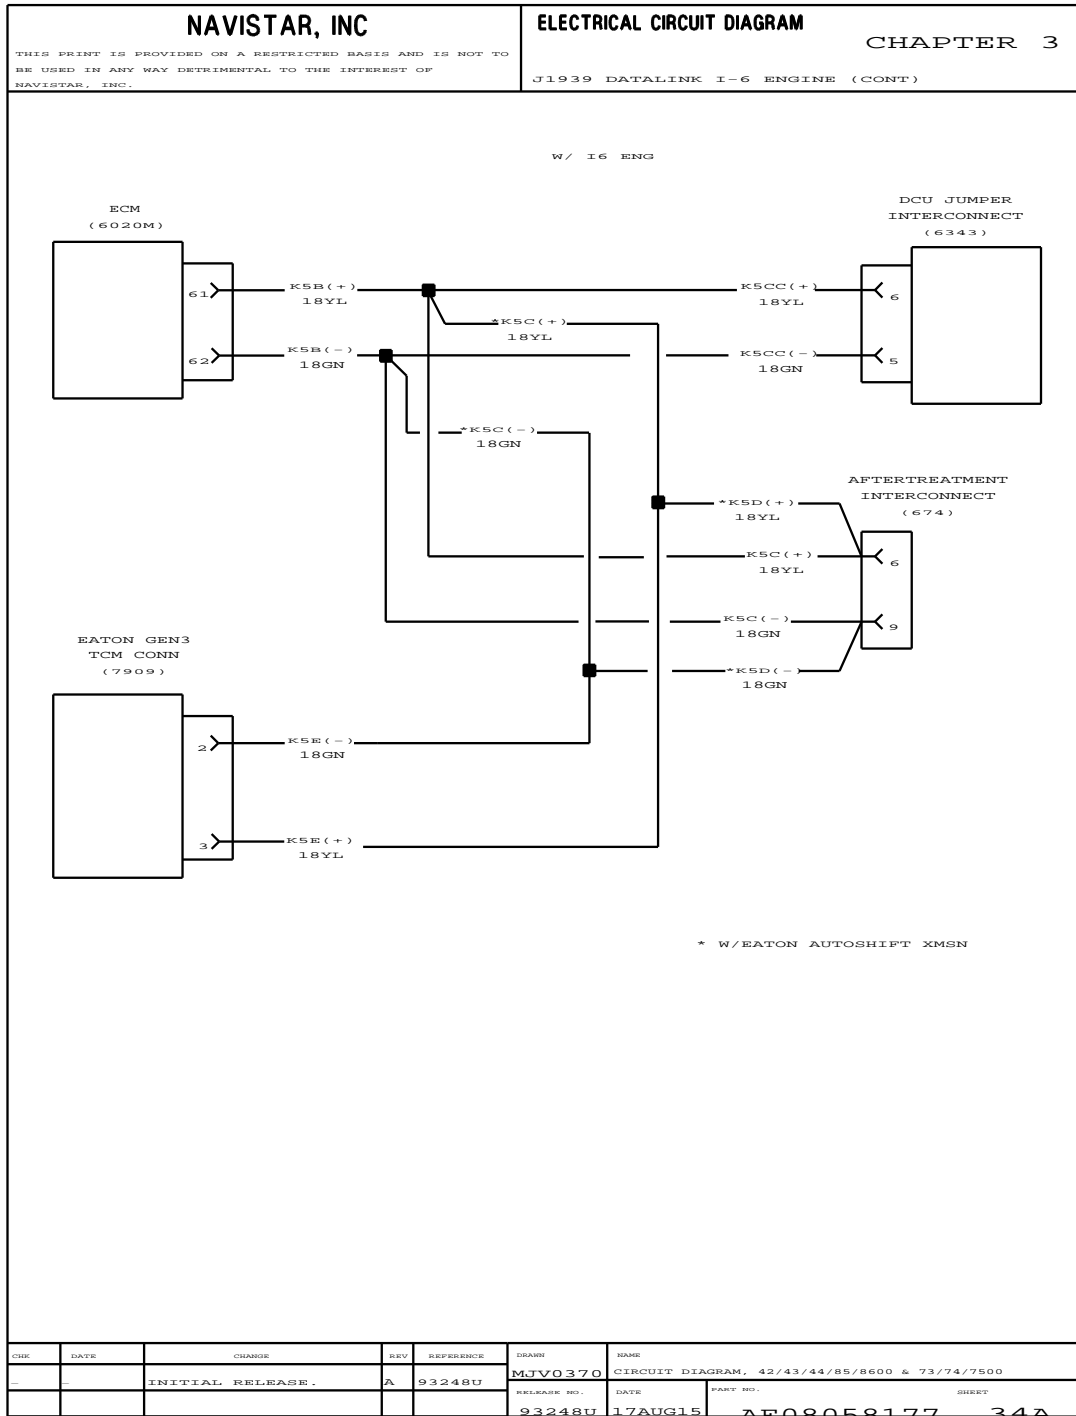 NAVISTAR, INC
THIS PRINT IS PROVIDED ON A RESTRICTED BASIS AND IS NOT TO
BE USED IN ANY WAY DETRIMENTAL TO THE INTEREST OF
NAVISTAR, INC.
ELECTRICAL CIRCUIT DIAGRAM
CHAPTER 3
J1939 DATALINK I-6 ENGINE (CONT)
W/ I6 ENG
ECM
(6020M)
DCU JUMPER
INTERCONNECT
(6343)
61
K5B(+)
18YL
K5CC(+)
18YL
6
*K5C(+)
18YL
62
K5B(-)
18GN
K5CC(-)
18GN
5
*K5C(-)
18GN
AFTERTREATMENT
INTERCONNECT
(674)
*K5D(+)
18YL
K5C(+)
18YL
6
K5C(-)
18GN
9
*K5D(-)
18GN
EATON GEN3
TCM CONN
(7909)
2
K5E(-)
18GN
3
K5E(+)
18YL
* W/EATON AUTOSHIFT XMSN
CHK DATE CHANGE REV REFERENCE
- - INITIAL RELEASE. A 93248U
DRAWN
MJV0370
NAME
CIRCUIT DIAGRAM, 42/43/44/85/8600 & 73/74/7500
RELEASE NO.
93248U
DATE
17AUG15
PART NO.
AE08058177
SHEET
34A